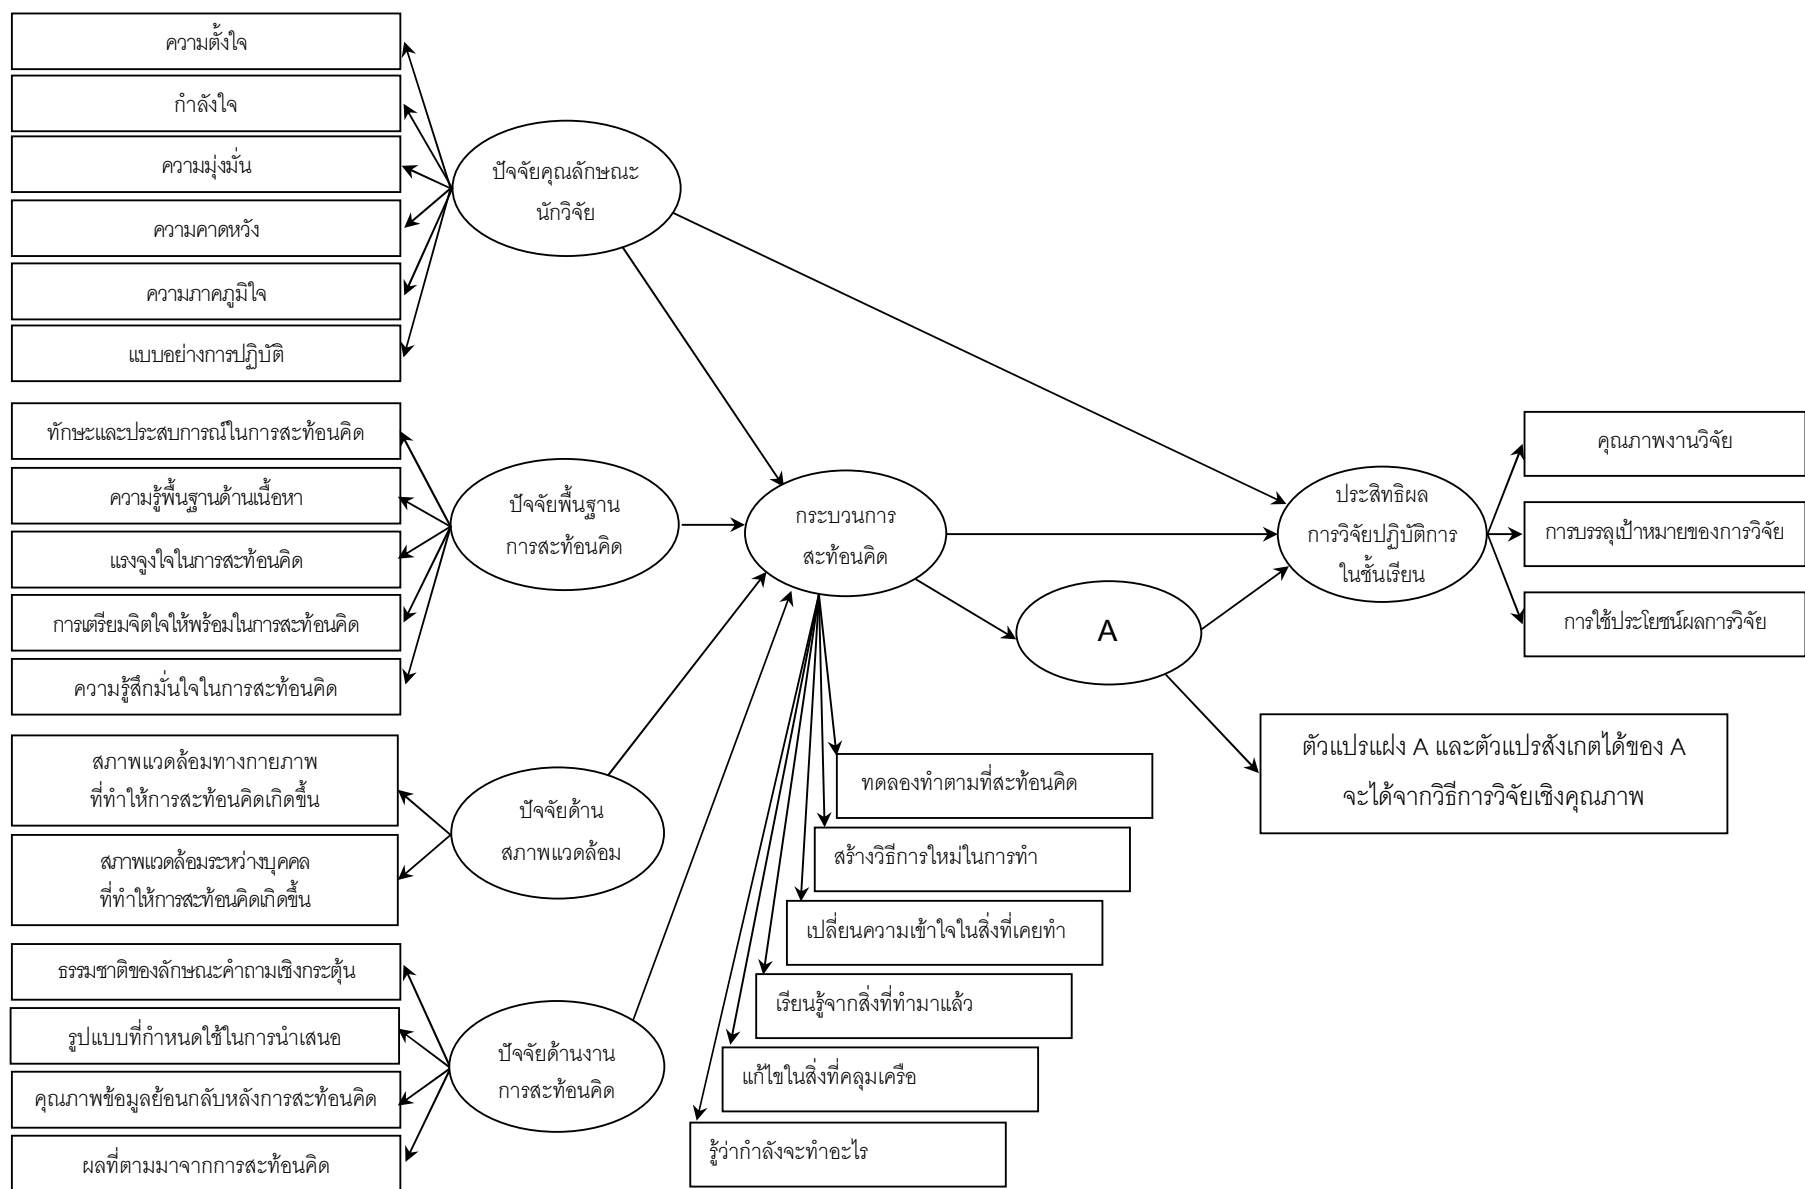 ความตั้งใจ
กำลังใจ
ความมุ่งมั่น
ความคาดหวัง
ความภาคภูมิใจ
แบบอย่างการปฏิบัติ
ปัจจัยคุณลักษณะ
นักวิจัย
ทักษะและประสบการณ์ในการสะท้อนคิด
ความรู้พื้นฐานด้านเนื้อหา
แรงจูงใจในการสะท้อนคิด
การเตรียมจิตใจให้พร้อมในการสะท้อนคิด
ความรู้สึกมั่นใจในการสะท้อนคิด
ปัจจัยพื้นฐาน
การสะท้อนคิด
สภาพแวดล้อมทางกายภาพ
ที่ทำให้การสะท้อนคิดเกิดขึ้น
สภาพแวดล้อมระหว่างบุคคล
ที่ทำให้การสะท้อนคิดเกิดขึ้น
ปัจจัยด้าน
สภาพแวดล้อม
ธรรมชาติของลักษณะคำถามเชิงกระตุ้น
รูปแบบที่กำหนดใช้ในการนำเสนอ
คุณภาพข้อมูลย้อนกลับหลังการสะท้อนคิด
ผลที่ตามมาจากการสะท้อนคิด
ปัจจัยด้านงาน
การสะท้อนคิด
กระบวนการ
สะท้อนคิด
ทดลองทำตามที่สะท้อนคิด
สร้างวิธีการใหม่ในการทำ
เปลี่ยนความเข้าใจในสิ่งที่เคยทำ
เรียนรู้จากสิ่งที่ทำมาแล้ว
แก้ไขในสิ่งที่คลุมเครือ
รู้ว่ากำลังจะทำอะไร
A
ตัวแปรแฝง A และตัวแปรสังเกตได้ของ A
จะได้จากวิธีการวิจัยเชิงคุณภาพ
ประสิทธิผล
การวิจัยปฏิบัติการ
ในชั้นเรียน
คุณภาพงานวิจัย
การบรรลุเป้าหมายของการวิจัย
การใช้ประโยชน์ผลการวิจัย